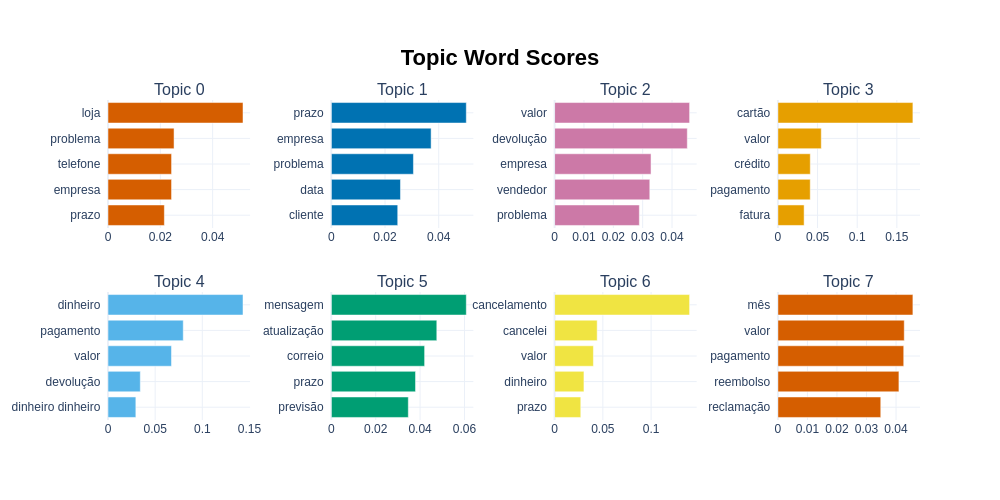 Topic Word Scores
Topic 0
loja
problema
telefone
empresa
prazo
0 0.02 0.04
Topic 1
prazo
empresa
problema
data
cliente
0 0.02 0.04
Topic 2
valor
devolução
empresa
vendedor
problema
0 0.01 0.02 0.03 0.04
Topic 3
cartão
valor
crédito
pagamento
fatura
0 0.05 0.1 0.15
Topic 4
dinheiro
pagamento
valor
devolução
dinheiro dinheiro
0 0.05 0.1 0.15
Topic 5
mensagem
atualização
correio
prazo
previsão
0 0.02 0.04 0.06
Topic 6
cancelamento
cancelei
valor
dinheiro
prazo
0 0.05 0.1
Topic 7
mês
valor
pagamento
reembolso
reclamação
0 0.01 0.02 0.03 0.04